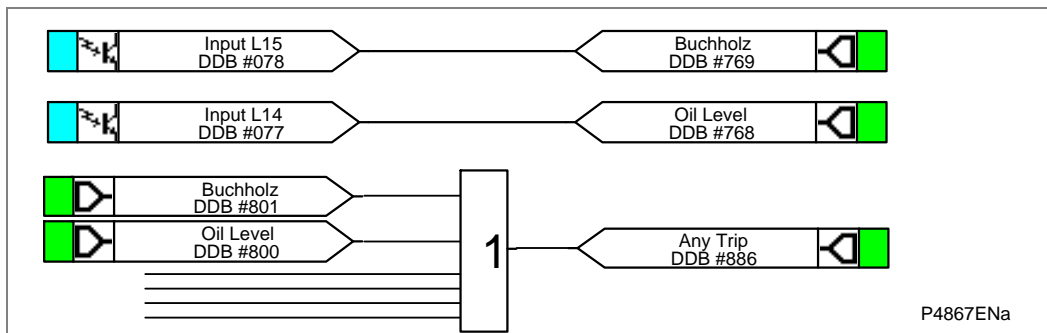 Input L15
DDB #078
Buchholz
DDB #769
Input L14
DDB #077
Oil Level
DDB #768
Buchholz
DDB #801
Oil Level
DDB #800
1
Any Trip
DDB #886
P4867ENa